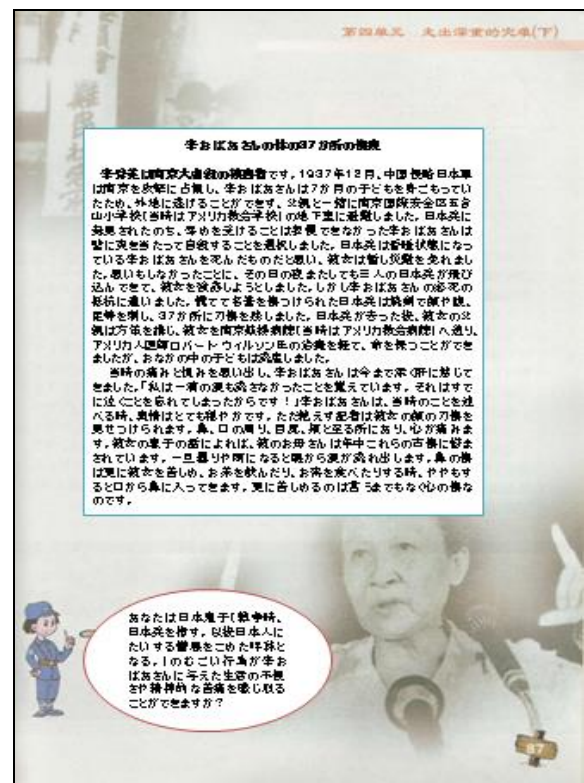 第四单元 走出深重的灾难(下)
李おばあさんの体の37か所の傷痕
李秀英は南京大虐殺の被害者です。1937年12月、中国侵略日本軍
は南京を攻撃に占領し、李おばあさんは7か月の子どもを身ごもってい
たため、外地に逃げることができず、父親と一緒に南京国際安全区五台
山小学校(当時はアメリカ教会学校)の地下室に避難しました。日本兵に
発見されたのち、辱めを受けることは我慢できなかった李おばあさんは
壁に突き当たって自殺することを選択しました。日本兵は昏睡状態になっ
ている李おばあさんを死んだものだと思い、彼女は暫し災難を免れまし
た。思いもしなかったことに、その日の夜またしても三人の日本兵が飛び
込んできて、彼女を強姦しようとしました。しかし李おばあさんの必死の
抵抗に遭いました。慌てて名誉を傷つけられた日本兵は銃剣で顔や腹、
足等を刺し、37か所に刀傷を残しました。日本兵が去った後、彼女の父
親は方策を講じ、彼女を南京鼓楼病院(当時はアメリカ教会病院)へ送り、
アメリカ人医師ロバート・ウィルソン氏の治療を経て、命を保つことができ
ましたが、おなかの中の子どもは流産しました。
当時の痛みと恨みを思い出し、李おばあさんは今まで深く肝に感じて
きました。「私は一滴の涙も流さなかったことを覚えています。それはすで
に泣くことを忘れてしまったからです!」李おばあさんは、当時のことを述
べる時、表情はとても穏やかです。ただ絶えず記者は彼女の顔の刀傷を
見せつけられます。鼻、口の周り、目尻、頬と至る所にあり、心が痛みま
す。彼女の息子の話によれば、彼のお母さんは年中これらの古傷に悩ま
されています。一旦曇りや雨になると眼から涙が流れ出します。鼻の傷
は更に彼女を苦しめ、お茶を飲んだり、お粥を食べたりする時、ややもす
ると口から鼻に入ってきます。更に苦しめるのは言うまでもなく心の傷な
のです。
あなたは日本鬼子(戦争時、
日本兵を指す。以後日本人に
たいする憎悪をこめた呼称と
なる。)のむごい行為が李お
ばあさんに与えた生活の不便
さや精神的な苦痛を感じ取る
ことができますか?
87